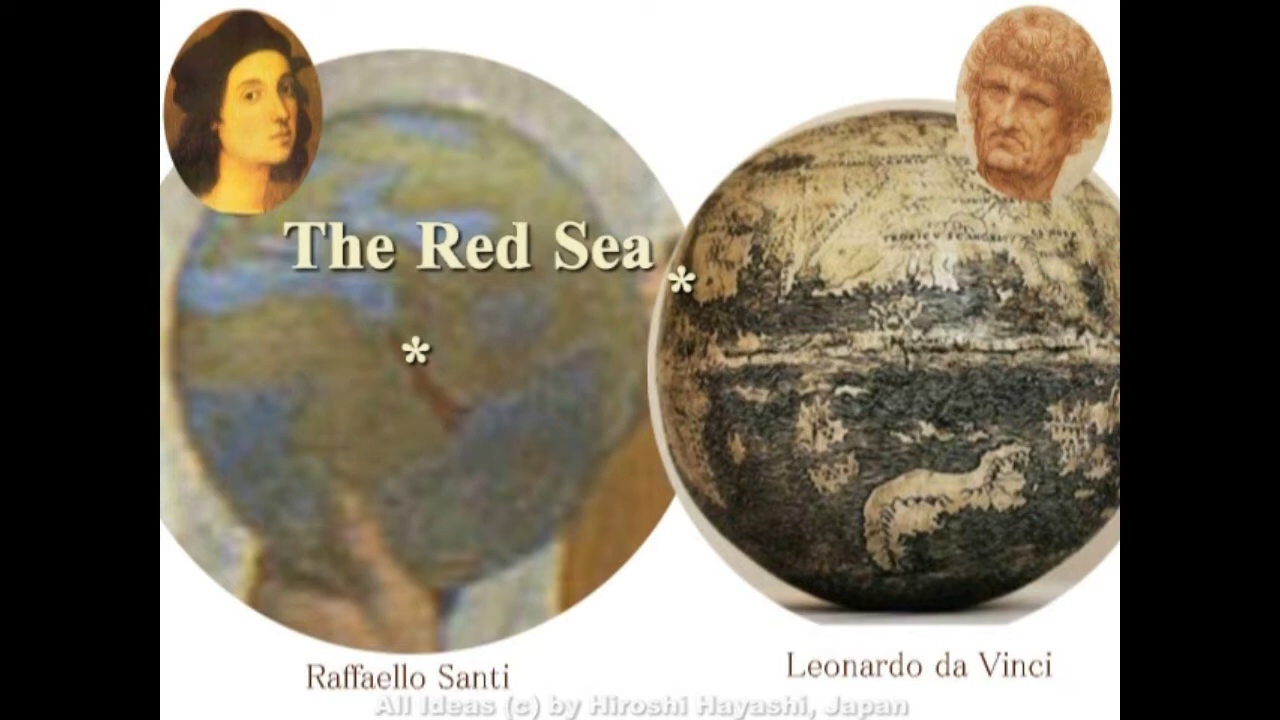 The Red Sea
*
*
Raffaello Santi
Leonardo da Vinci
All Ideas (c) by Hiroshi Hayashi, Japan